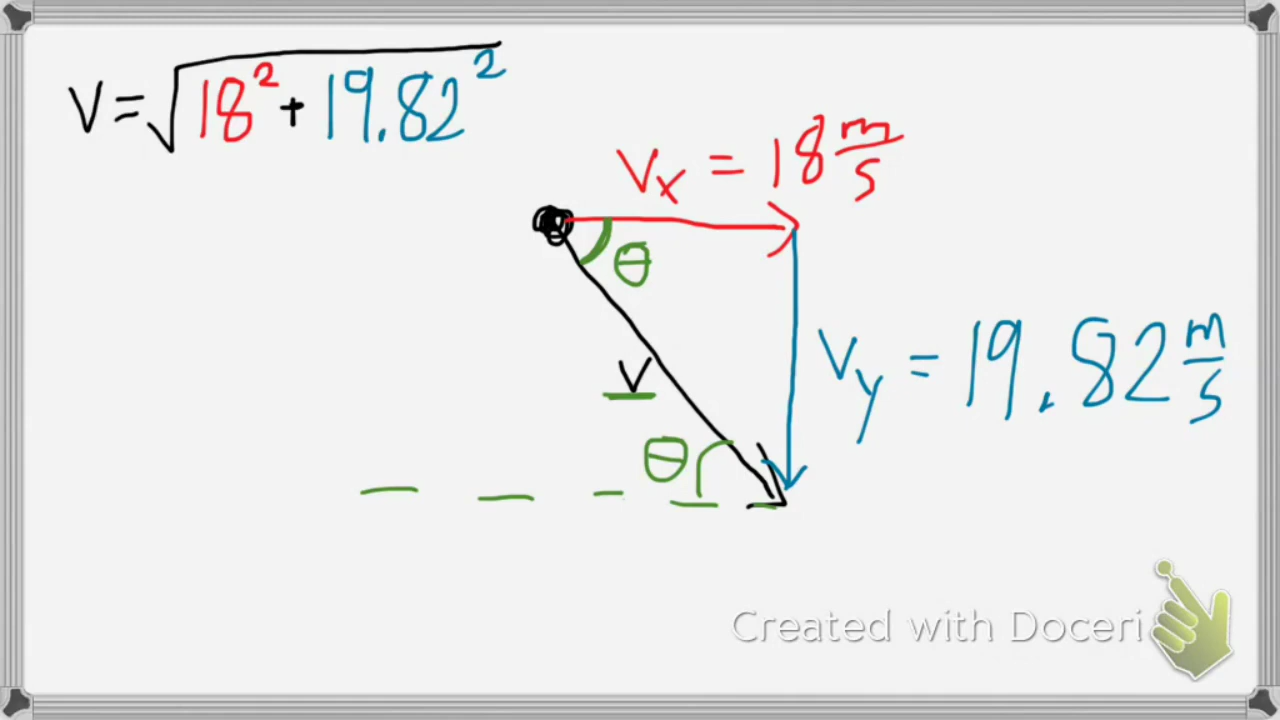 V = √18² + 19.82²
Vx = 18 m/s
θ
V
Vy = 19.82 m/s
θ
Created with Doceri